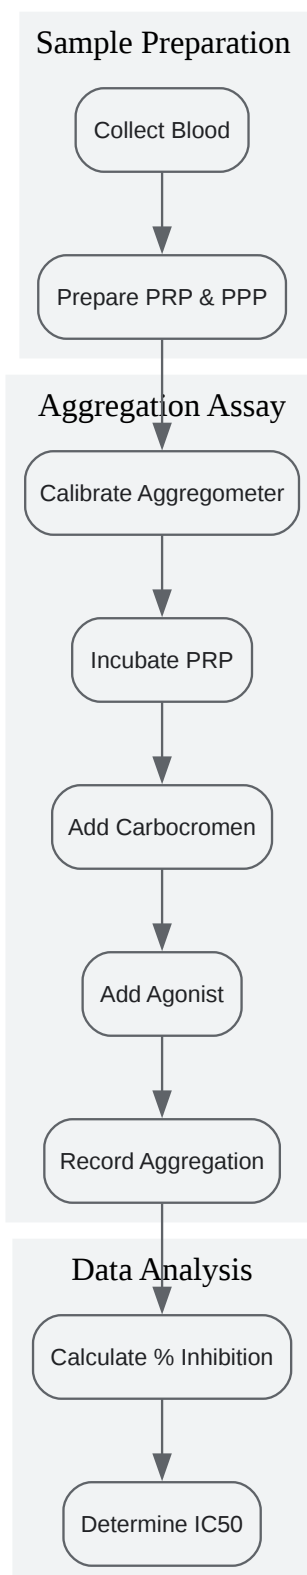 Sample Preparation
Collect Blood
Prepare PRP & PPP
Aggregation Assay
Calibrate Aggregometer
Incubate PRP
Add Carbocromen
Add Agonist
Record Aggregation
Data Analysis
Calculate % Inhibition
Determine IC50